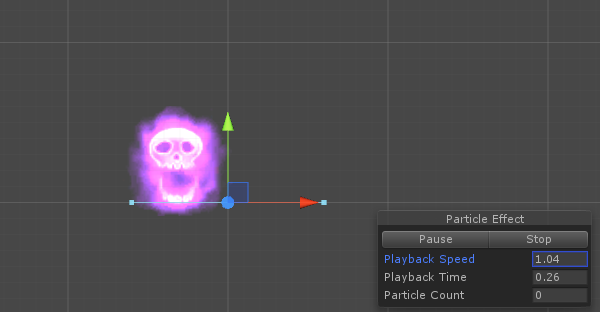 Particle Effect
Pause Stop
Playback Speed 1.04
Playback Time 0.26
Particle Count 0